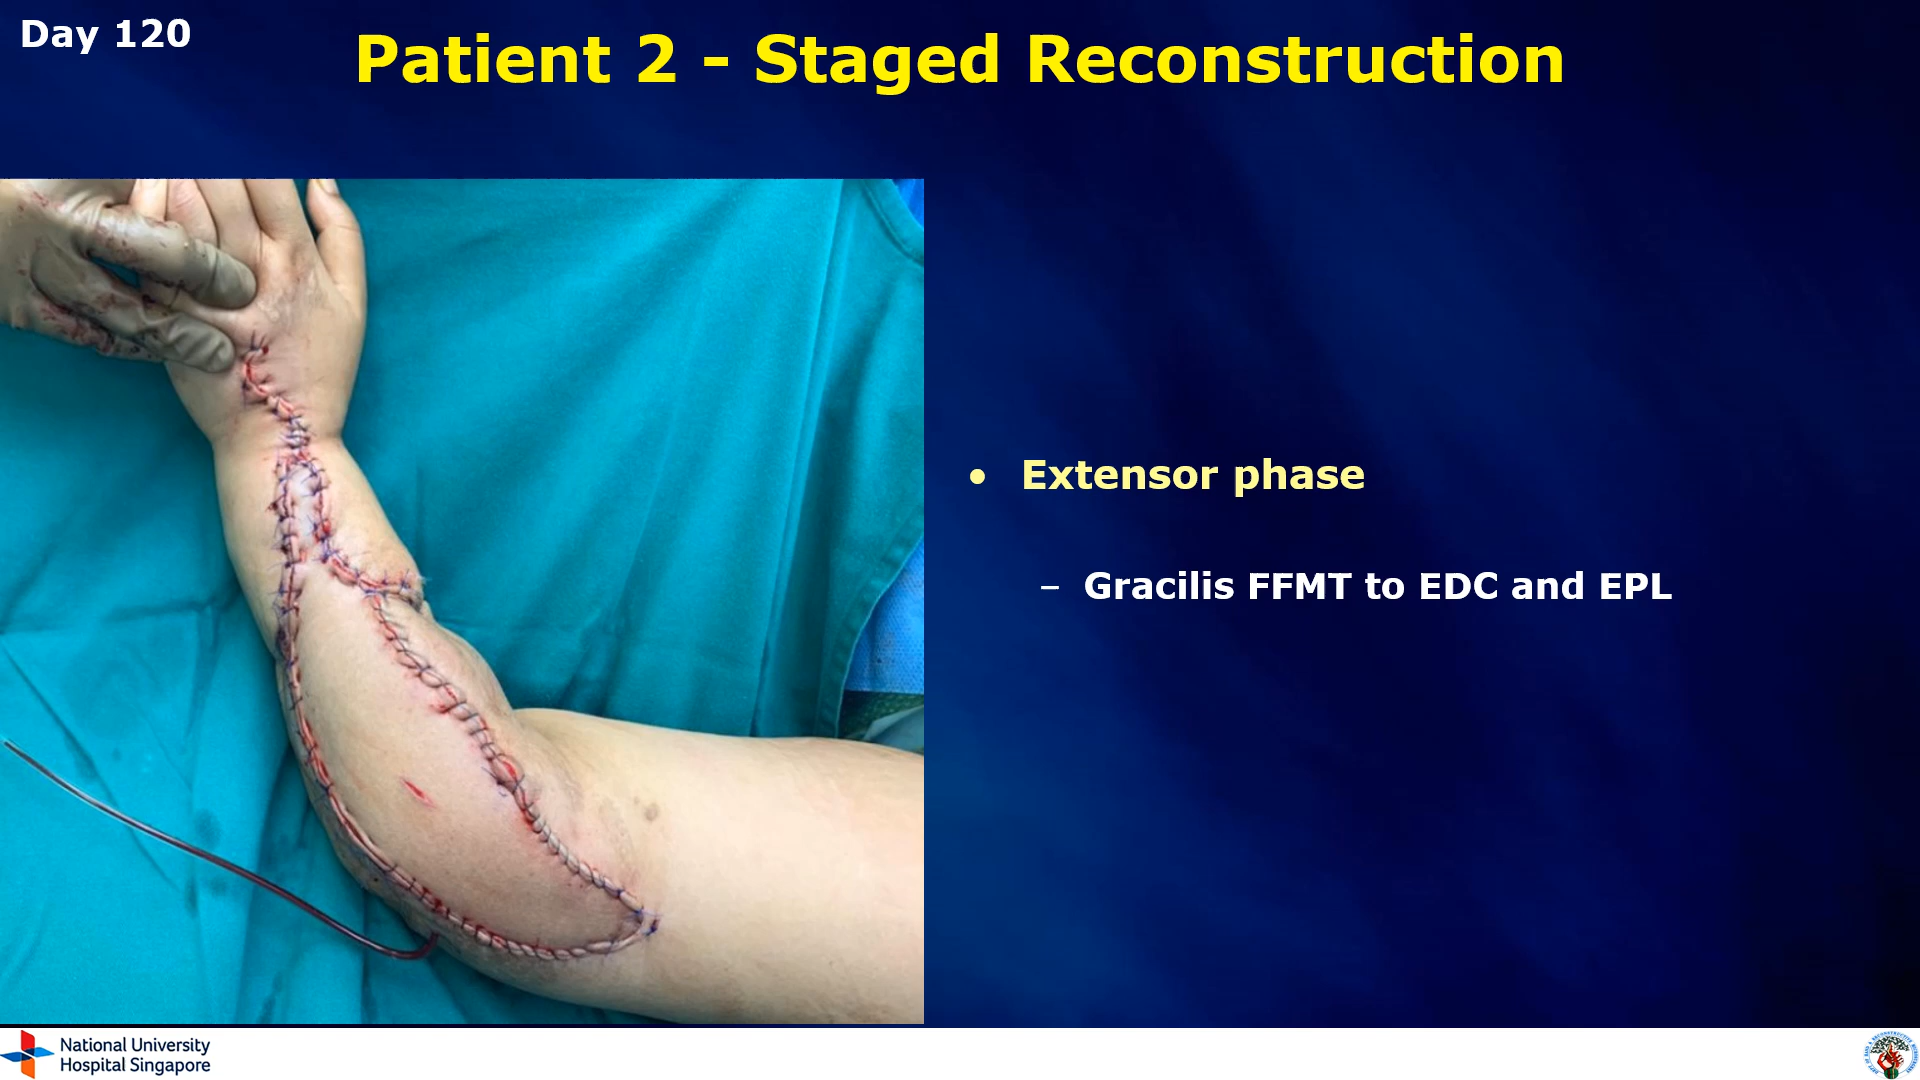 Day 120
Patient 2 - Staged Reconstruction
• Extensor phase
– Gracilis FFMT to EDC and EPL
National University
Hospital Singapore